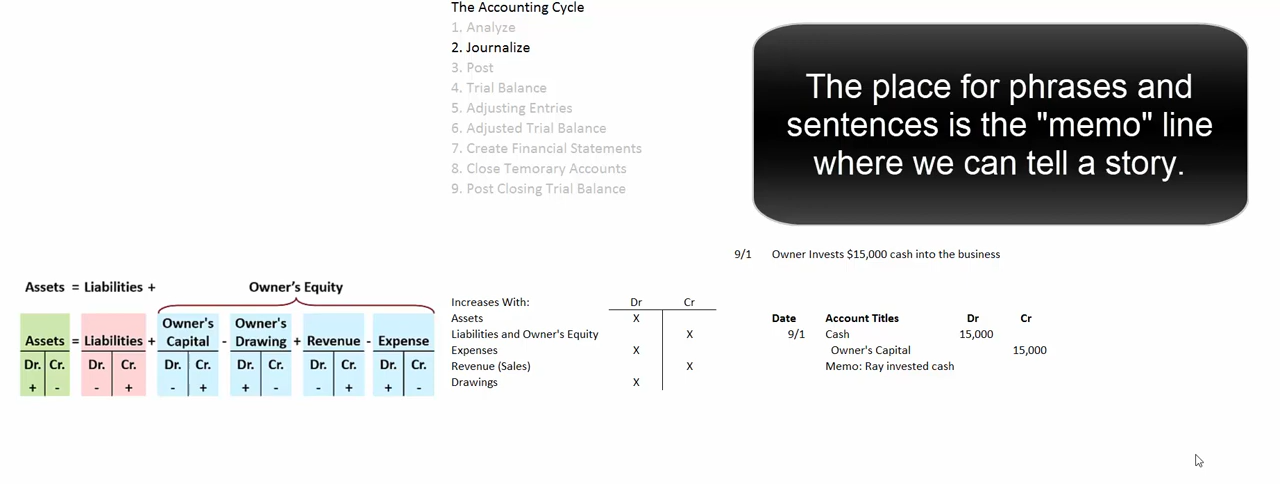 The Accounting Cycle
1. Analyze
2. Journalize
3. Post
4. Trial Balance
5. Adjusting Entries
6. Adjusted Trial Balance
7. Create Financial Statements
8. Close Temorary Accounts
9. Post Closing Trial Balance
The place for phrases and
sentences is the "memo" line
where we can tell a story.
9/1 Owner Invests $15,000 cash into the business
Assets = Liabilities + Owner's Equity
Owner's Owner's
Assets = Liabilities + Capital - Drawing + Revenue - Expense
Dr. Cr. Dr. Cr. Dr. Cr. Dr. Cr. Dr. Cr. Dr. Cr.
+ - - + - + + - - + + -
Increases With: Dr Cr
Assets X
Liabilities and Owner's Equity X
Expenses X
Revenue (Sales) X
Drawings X
Date Account Titles Dr Cr
9/1 Cash 15,000
Owner's Capital 15,000
Memo: Ray invested cash